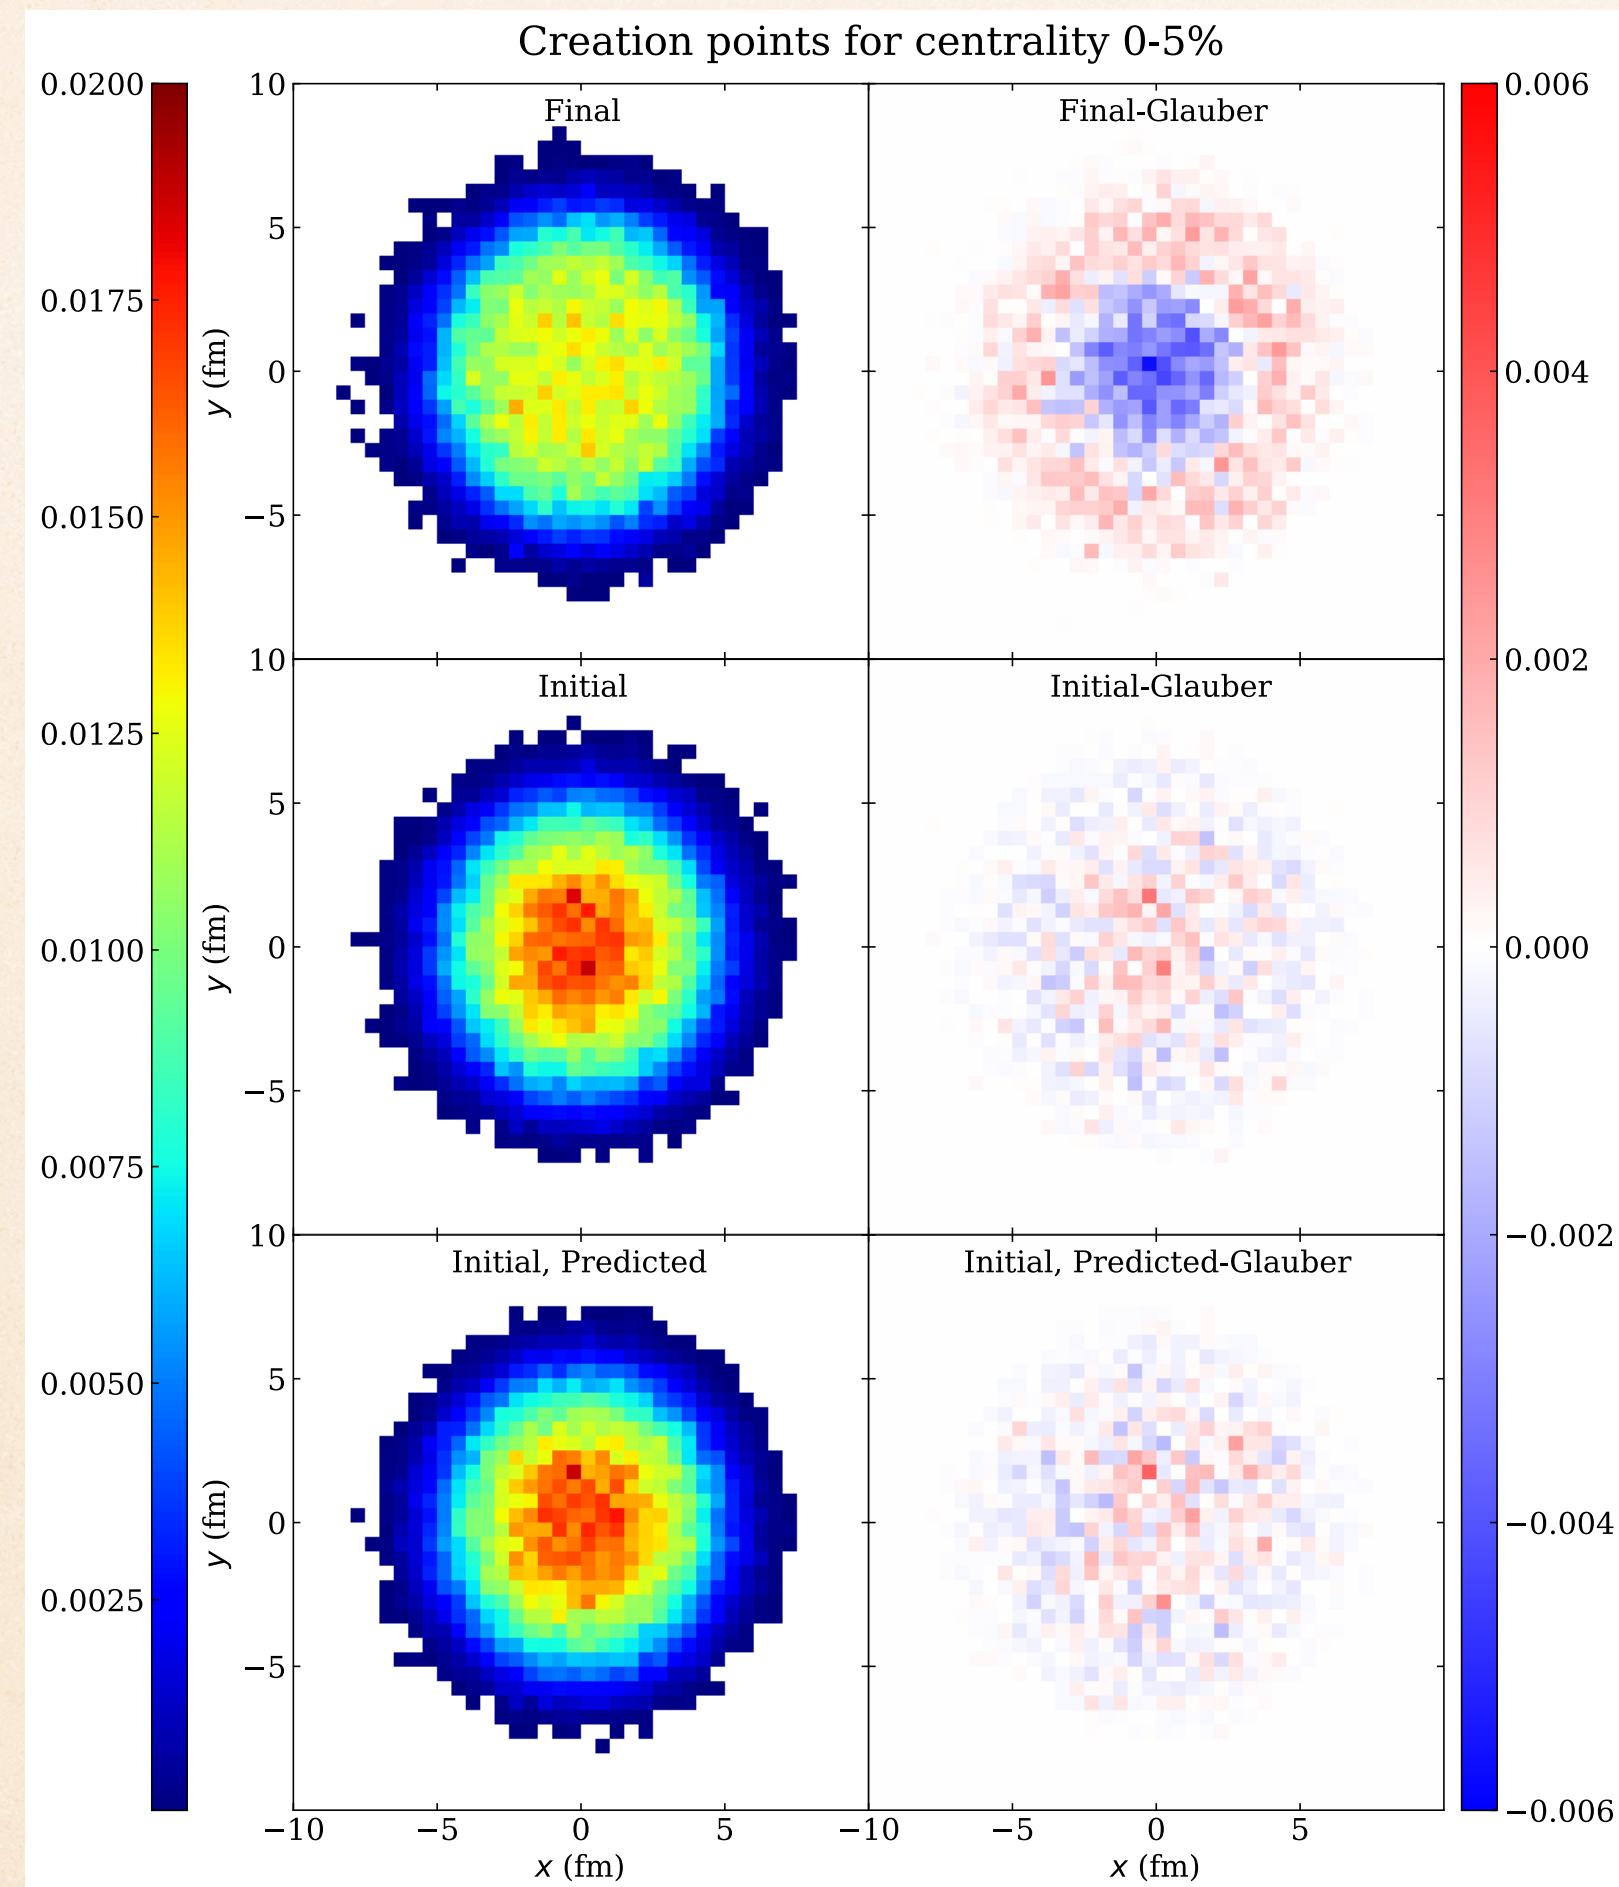 Creation points for centrality 0-5%
0.0200
0.0175
0.0150
0.0125
0.0100
0.0075
0.0050
0.0025
Final
10
5
0
−5
y (fm)
Final-Glauber
Initial
10
5
0
−5
y (fm)
Initial-Glauber
Initial, Predicted
10
5
0
−5
y (fm)
Initial, Predicted-Glauber
−10 −5 0 5
x (fm)
−10 −5 0 5
x (fm)
0.006
0.004
0.002
0.000
−0.002
−0.004
−0.006